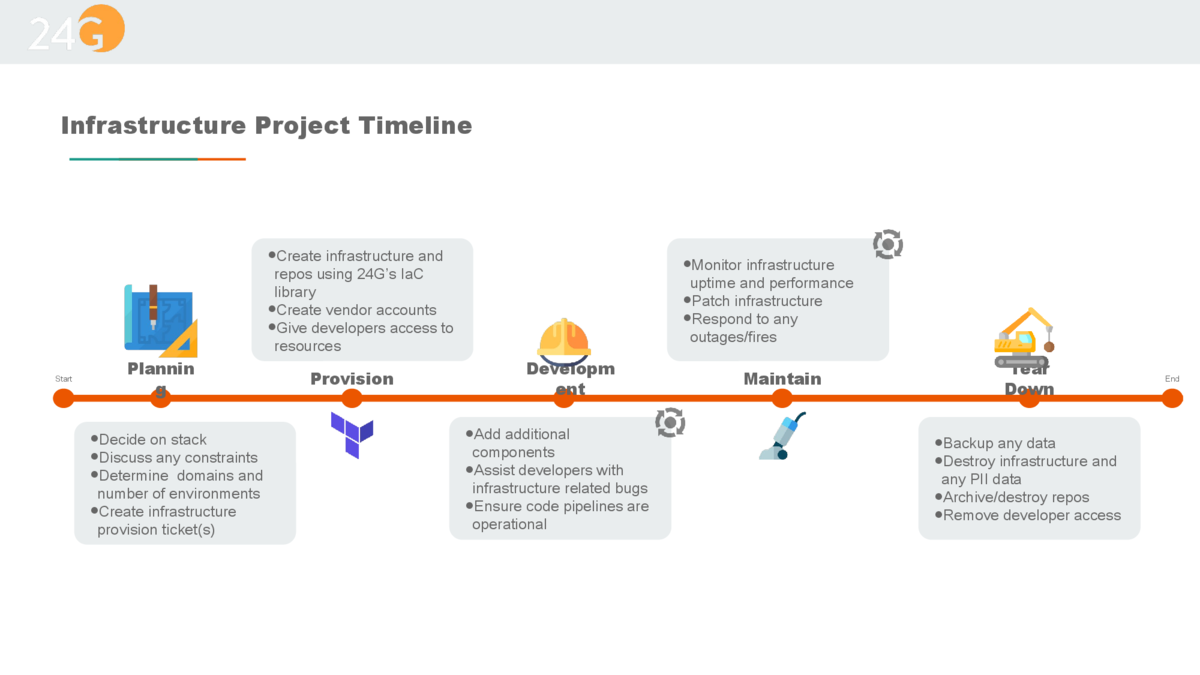 24G
Infrastructure Project Timeline
●Create infrastructure and
repos using 24G’s IaC
library
●Create vendor accounts
●Give developers access to
resources
●Monitor infrastructure
uptime and performance
●Patch infrastructure
●Respond to any
outages/fires
Start
Plannin
g
Provision
Developm
ent
Maintain
Tear
Down
End
●Decide on stack
●Discuss any constraints
●Determine  domains and
number of environments
●Create infrastructure
provision ticket(s)
●Add additional
components
●Assist developers with
infrastructure related bugs
●Ensure code pipelines are
operational
●Backup any data
●Destroy infrastructure and
any PII data
●Archive/destroy repos
●Remove developer access